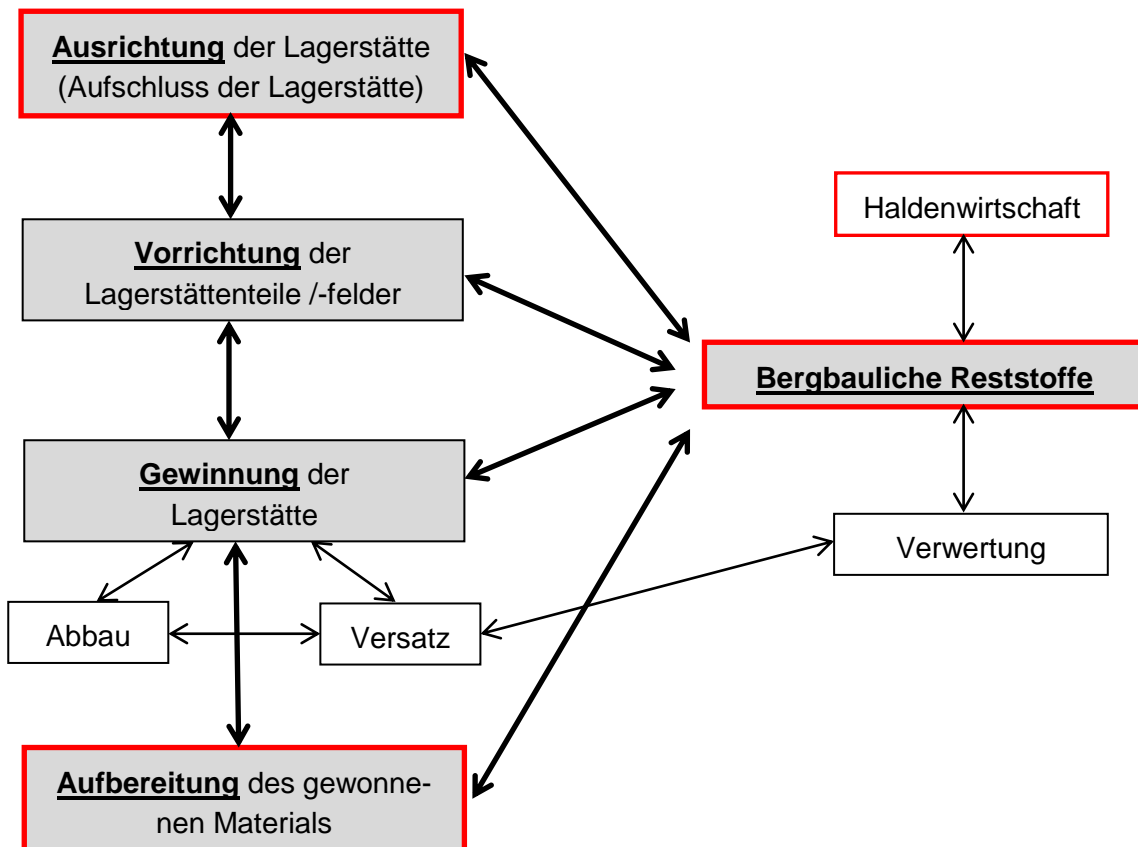 Ausrichtung der Lagerstätte
(Aufschluss der Lagerstätte)
Vorrichtung der
Lagerstättenteile /-felder
Gewinnung der
Lagerstätte
Abbau
Versatz
Aufbereitung des gewonne-
nen Materials
Haldenwirtschaft
Bergbauliche Reststoffe
Verwertung